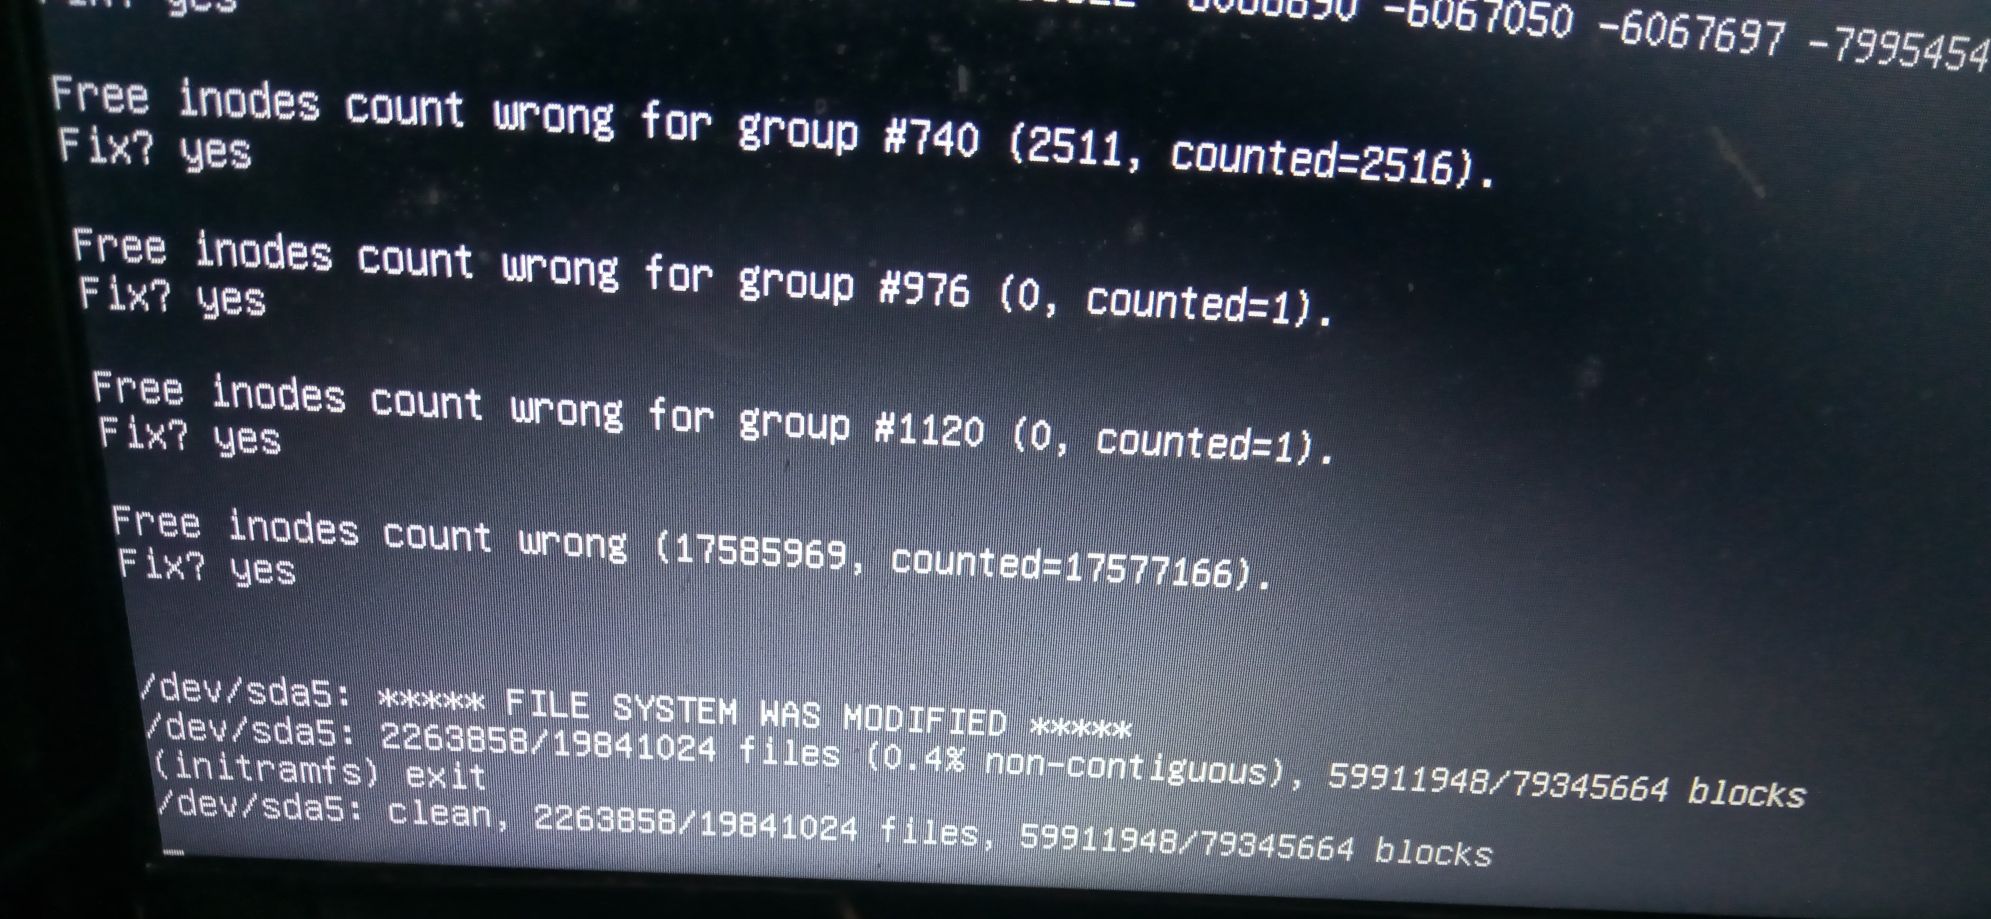 Fix? yes
-6067050 -6067697 -7995454
Free inodes count wrong for group #740 (2511, counted=2516).
Fix? yes
Free inodes count wrong for group #976 (0, counted=1).
Fix? yes
Free inodes count wrong for group #1120 (0, counted=1).
Fix? yes
Free inodes count wrong (17585969, counted=17577166).
Fix? yes
/dev/sda5: ***** FILE SYSTEM WAS MODIFIED *****
/dev/sda5: 2263858/19841024 files (0.4% non-contiguous), 59911948/79345664 blocks
(initramfs) exit
/dev/sda5: clean, 2263858/19841024 files, 59911948/79345664 blocks